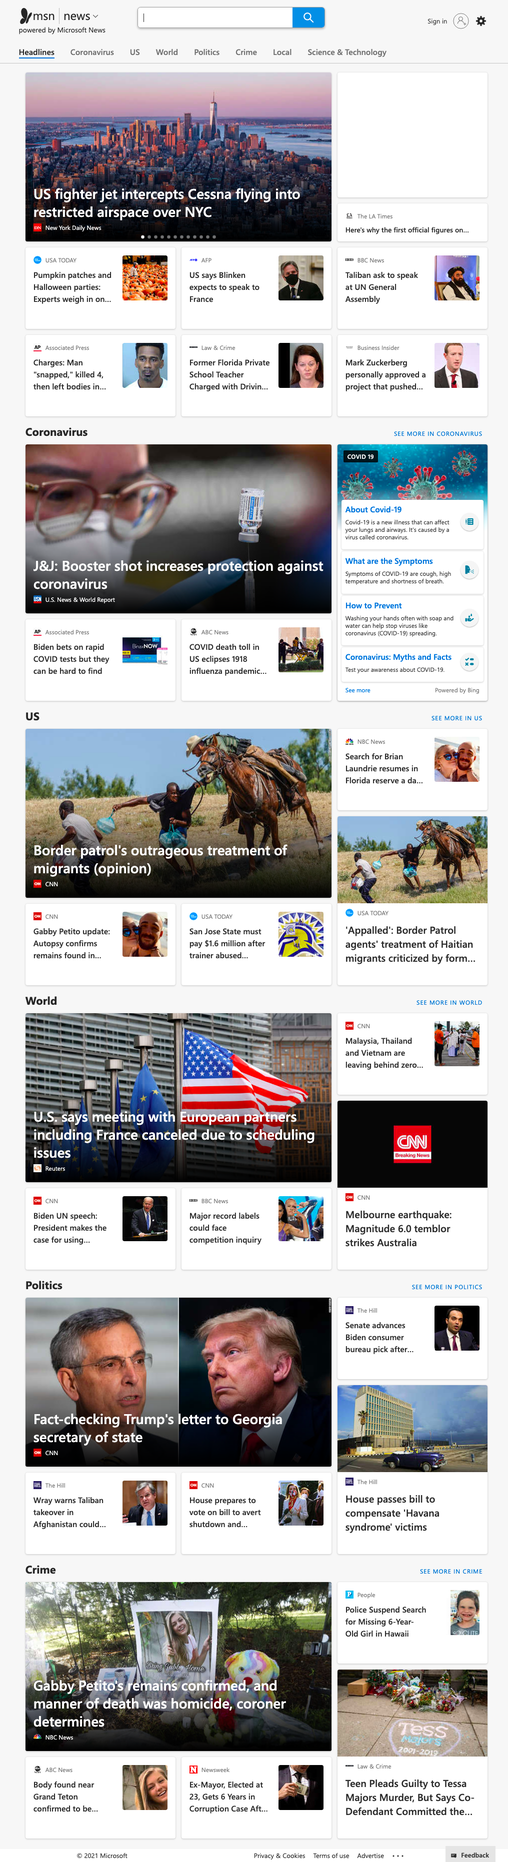 msn | news
powered by Microsoft News
Sign in
Headlines Coronavirus US World Politics Crime Local Science & Technology
US fighter jet intercepts Cessna flying into
restricted airspace over NYC
New York Daily News
The LA Times
Here's why the first official figures on...
USA TODAY
Pumpkin patches and
Halloween parties:
Experts weigh in on...
AFP
US says Blinken
expects to speak to
France
BBC News
Taliban ask to speak
at UN General
Assembly
AP Associated Press
Charges: Man
"snapped," killed 4,
then left bodies in...
Law & Crime
Former Florida Private
School Teacher
Charged with Drivin...
Business Insider
Mark Zuckerberg
personally approved a
project that pushed...
Coronavirus
SEE MORE IN CORONAVIRUS
J&J: Booster shot increases protection against
coronavirus
U.S. News & World Report
COVID 19
About Covid-19
Covid-19 is a new illness that can affect
your lungs and airways. It's caused by a
virus called coronavirus.
What are the Symptoms
Symptoms of COVID-19 are cough, high
temperature and shortness of breath.
How to Prevent
Washing your hands often with soap and
water can help stop viruses like
coronavirus (COVID-19) spreading.
Coronavirus: Myths and Facts
Test your awareness about COVID-19.
See more
Powered by Bing
AP Associated Press
Biden bets on rapid
COVID tests but they
can be hard to find
BinaxNOW
ABC News
COVID death toll in
US eclipses 1918
influenza pandemic...
US
SEE MORE IN US
Border patrol's outrageous treatment of
migrants (opinion)
CNN
NBC News
Search for Brian
Laundrie resumes in
Florida reserve a da...
USA TODAY
'Appalled': Border Patrol
agents' treatment of Haitian
migrants criticized by form...
CNN
Gabby Petito update:
Autopsy confirms
remains found in...
USA TODAY
San Jose State must
pay $1.6 million after
trainer abused...
World
SEE MORE IN WORLD
U.S. says meeting with European partners
including France canceled due to scheduling
issues
Reuters
CNN
Malaysia, Thailand
and Vietnam are
leaving behind zero...
CNN
Breaking News
CNN
Melbourne earthquake:
Magnitude 6.0 temblor
strikes Australia
CNN
Biden UN speech:
President makes the
case for using...
BBC News
Major record labels
could face
competition inquiry
Politics
SEE MORE IN POLITICS
Fact-checking Trump's letter to Georgia
secretary of state
CNN
The Hill
Senate advances
Biden consumer
bureau pick after...
The Hill
House passes bill to
compensate 'Havana
syndrome' victims
The Hill
Wray warns Taliban
takeover in
Afghanistan could...
CNN
House prepares to
vote on bill to avert
shutdown and...
Crime
SEE MORE IN CRIME
Gabby Petito's remains confirmed, and
manner of death was homicide, coroner
determines
NBC News
People
Police Suspend Search
for Missing 6-Year-
Old Girl in Hawaii
TESS
MAJORS
2001-2019
Law & Crime
Teen Pleads Guilty to Tessa
Majors Murder, But Says Co-
Defendant Committed the...
ABC News
Body found near
Grand Teton
confirmed to be...
Newsweek
Ex-Mayor, Elected at
23, Gets 6 Years in
Corruption Case Aft...
© 2021 Microsoft
Privacy & Cookies Terms of use Advertise ...
Feedback